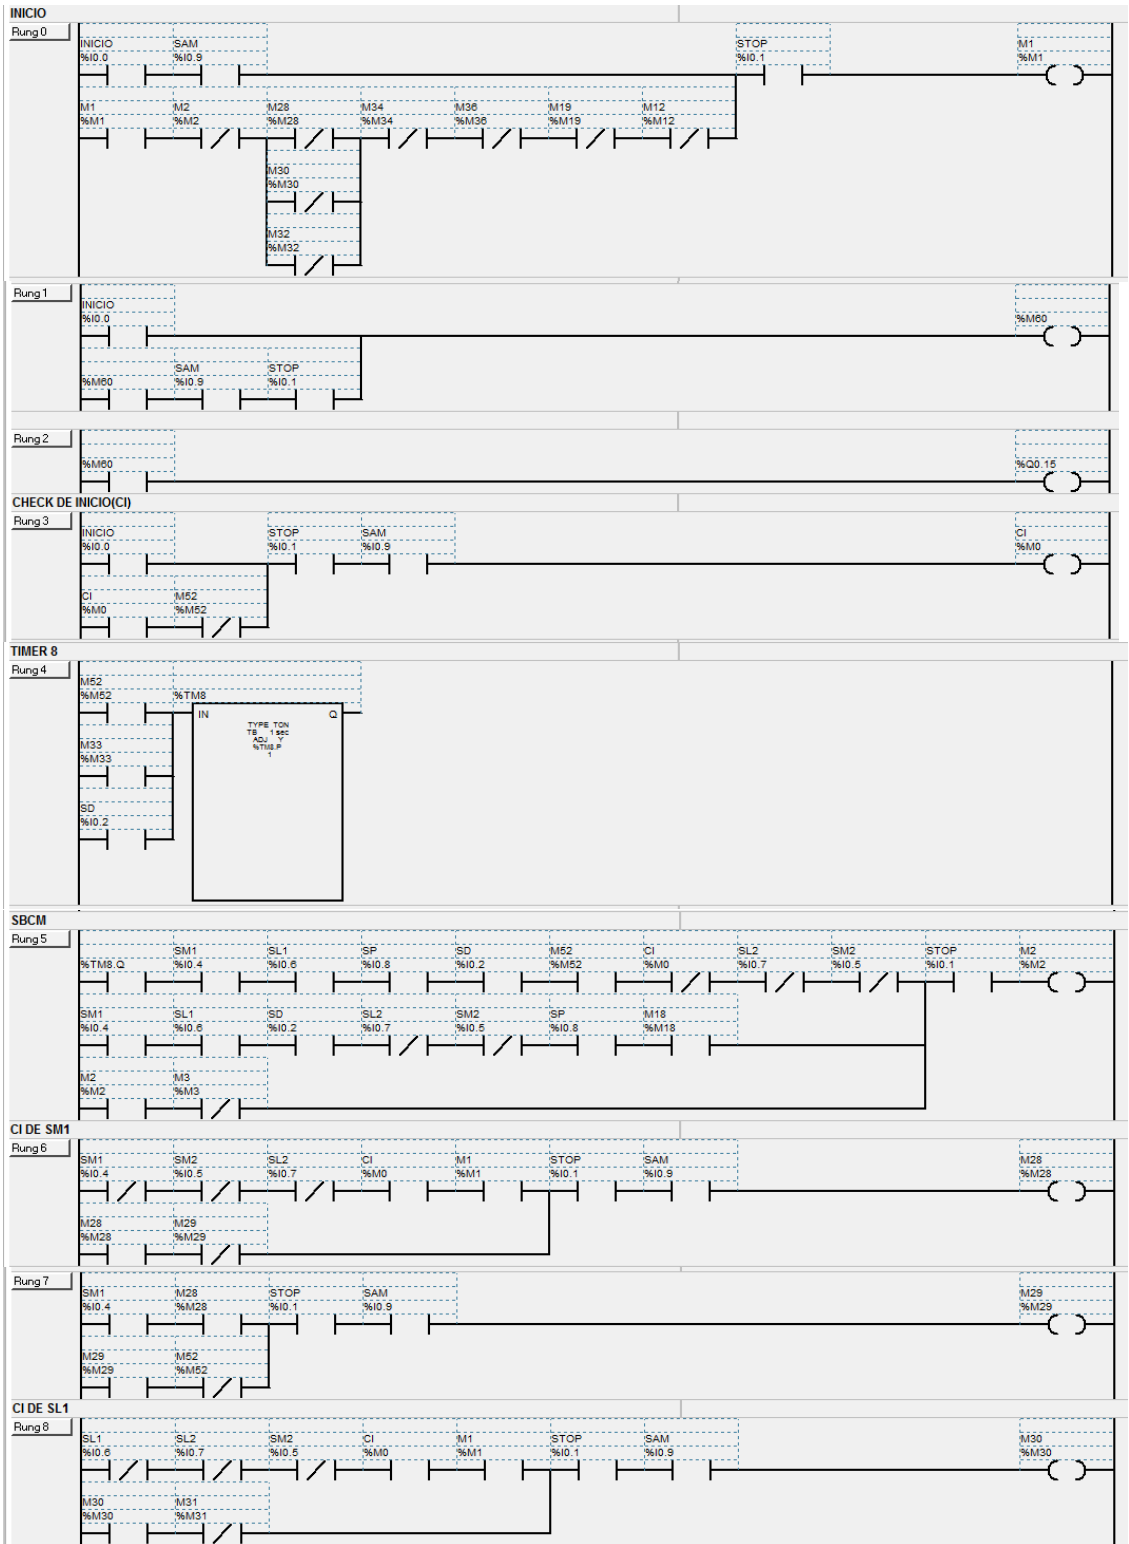 INICIO
Rung 0
INICIO SAM STOP M1
%I0.0 %I0.9 %I0.1 %M1
M1 M2 M28 M34 M36 M19 M12
%M1 %M2 %M28 %M34 %M36 %M19 %M12
M30
%M30
M32
%M32
Rung 1
INICIO
%I0.0 %M60
SAM STOP
%M60 %I0.9 %I0.1
Rung 2
%M60 %Q0.15
CHECK DE INICIO(CI)
Rung 3
INICIO STOP SAM CI
%I0.0 %I0.1 %I0.9 %M0
CI M52
%M0 %M52
TIMER 8
Rung 4
M52
%M52 %TM8
IN Q
TYPE TON
TB 1 sec
ADJ Y
%TM8.P
1
M33
%M33
SD
%I0.2
SBCM
Rung 5
SM1 SL1 SP SD M52 CI SL2 SM2 STOP M2
%TM8.Q %I0.4 %I0.6 %I0.8 %I0.2 %M52 %M0 %I0.7 %I0.5 %I0.1 %M2
SM1 SL1 SD SL2 SM2 SP M18
%I0.4 %I0.6 %I0.2 %I0.7 %I0.5 %I0.8 %M18
M2 M3
%M2 %M3
CI DE SM1
Rung 6
SM1 SM2 SL2 CI M1 STOP SAM M28
%I0.4 %I0.5 %I0.7 %M0 %M1 %I0.1 %I0.9 %M28
M28 M29
%M28 %M29
Rung 7
SM1 M28 STOP SAM M29
%I0.4 %M28 %I0.1 %I0.9 %M29
M29 M52
%M29 %M52
CI DE SL1
Rung 8
SL1 SL2 SM2 CI M1 STOP SAM M30
%I0.6 %I0.7 %I0.5 %M0 %M1 %I0.1 %I0.9 %M30
M30 M31
%M30 %M31